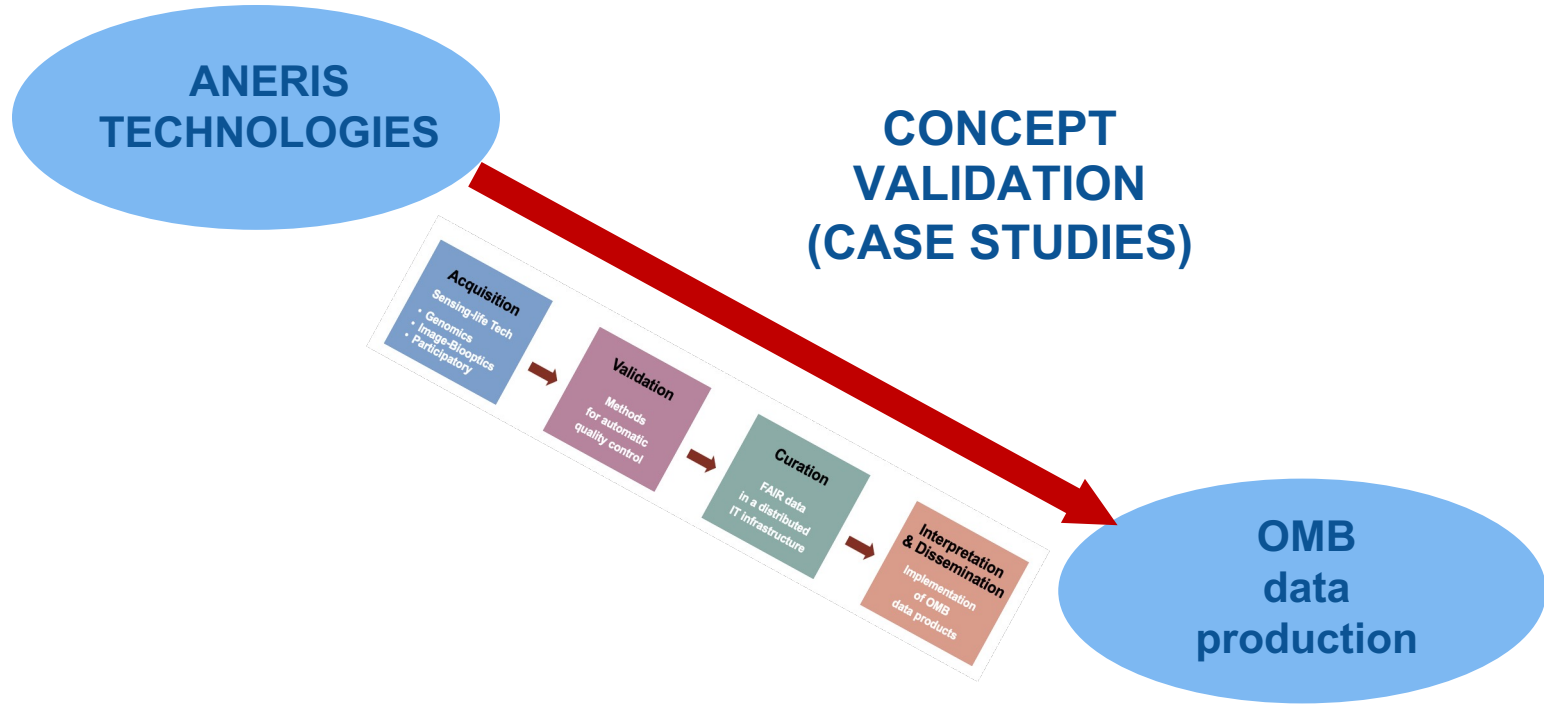 ANERIS
TECHNOLOGIES
CONCEPT
VALIDATION
(CASE STUDIES)
Acquisition
Sensing-life Tech
• Genomics
• Image-Biooptics
• Participatory
Validation
Methods
for automatic
quality control
Curation
FAIR data
in a distributed
IT infrastructure
Interpretation
& Dissemination
Implementation
of OMB
data products
OMB
data
production